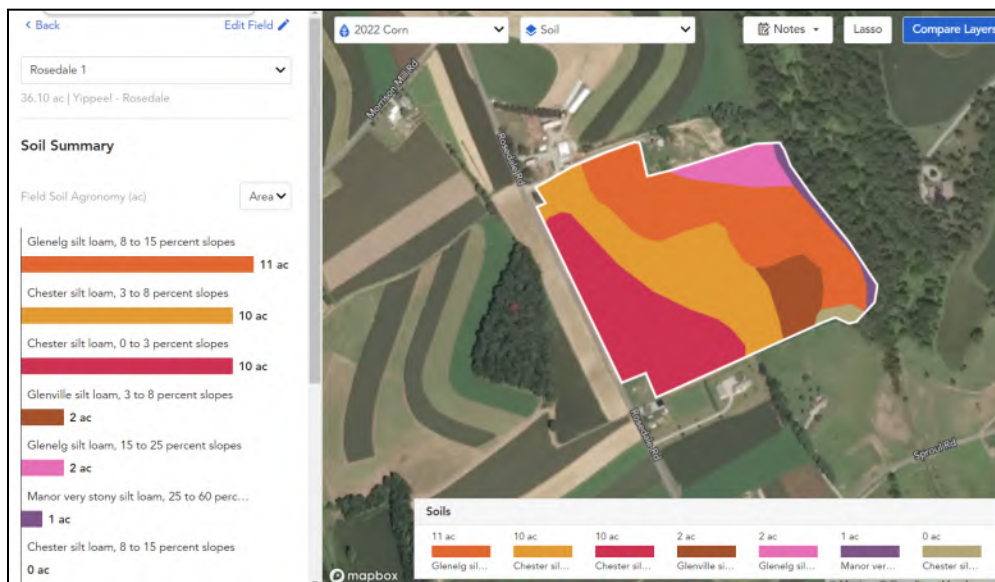 Back
Edit Field
2022 Corn
Soil
Notes
Lasso
Compare Layers
Rosedale 1
36.10 ac | Yippee! - Rosedale
Soil Summary
Field Soil Agronomy (ac)
Area
Glenelg silt loam, 8 to 15 percent slopes
11 ac
Chester silt loam, 3 to 8 percent slopes
10 ac
Chester silt loam, 0 to 3 percent slopes
10 ac
Glenville silt loam, 3 to 8 percent slopes
2 ac
Glenelg silt loam, 15 to 25 percent slopes
2 ac
Manor very stony silt loam, 25 to 60 perc...
1 ac
Chester silt loam, 8 to 15 percent slopes
0 ac
Morrison Mill Rd
Rosedale Rd
Rosedale Rd
Sproul Rd
Soils
11 ac 10 ac 10 ac 2 ac 2 ac 1 ac 0 ac
Glenelg sil... Chester sil... Chester sil... Glenville si... Glenelg sil... Manor ver... Chester sil...
mapbox